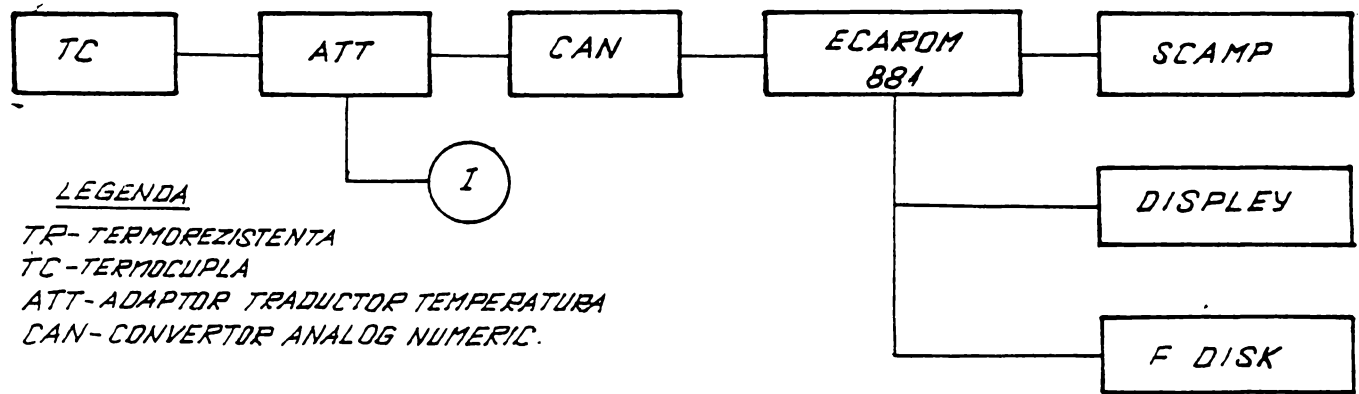 TC
ATT
CAN
ECAROM
881
SCAMP
I
DISPLEY
F DISK
LEGENDA
TR-TERMOREZISTENTA
TC-TERMOCUPLA
ATT-ADAPTOR TRADUCTOR TEMPERATURA
CAN-CONVERTOR ANALOG NUMERIC.